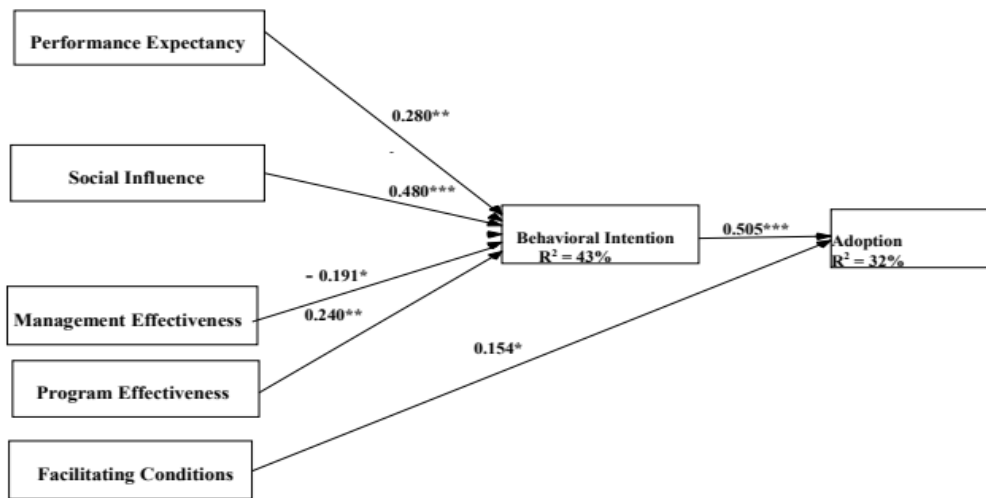 Performance Expectancy
0.280**
Social Influence
0.480***
Behavioral Intention
R² = 43%
0.505***
Adoption
R² = 32%
- 0.191*
Management Effectiveness
0.240**
0.154*
Program Effectiveness
Facilitating Conditions